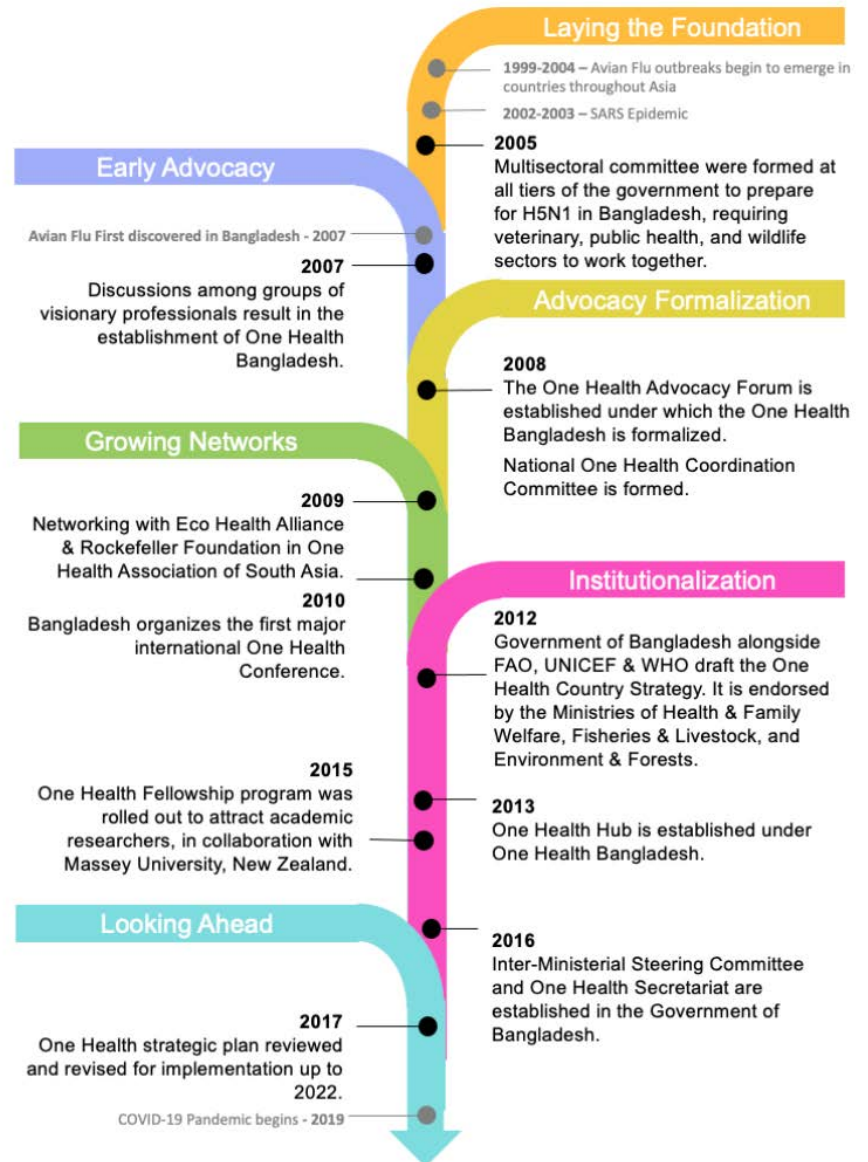 Laying the Foundation
1999-2004 – Avian Flu outbreaks begin to emerge in
countries throughout Asia
2002-2003 – SARS Epidemic
2005
Multisectoral committee were formed at
all tiers of the government to prepare
for H5N1 in Bangladesh, requiring
veterinary, public health, and wildlife
sectors to work together.
Early Advocacy
Avian Flu First discovered in Bangladesh - 2007
2007
Discussions among groups of
visionary professionals result in the
establishment of One Health
Bangladesh.
Advocacy Formalization
2008
The One Health Advocacy Forum is
established under which the One Health
Bangladesh is formalized.
National One Health Coordination
Committee is formed.
Growing Networks
2009
Networking with Eco Health Alliance
& Rockefeller Foundation in One
Health Association of South Asia.
2010
Bangladesh organizes the first major
international One Health
Conference.
Institutionalization
2012
Government of Bangladesh alongside
FAO, UNICEF & WHO draft the One
Health Country Strategy. It is endorsed
by the Ministries of Health & Family
Welfare, Fisheries & Livestock, and
Environment & Forests.
2013
One Health Hub is established under
One Health Bangladesh.
2015
One Health Fellowship program was
rolled out to attract academic
researchers, in collaboration with
Massey University, New Zealand.
2016
Inter-Ministerial Steering Committee
and One Health Secretariat are
established in the Government of
Bangladesh.
Looking Ahead
2017
One Health strategic plan reviewed
and revised for implementation up to
2022.
COVID-19 Pandemic begins - 2019